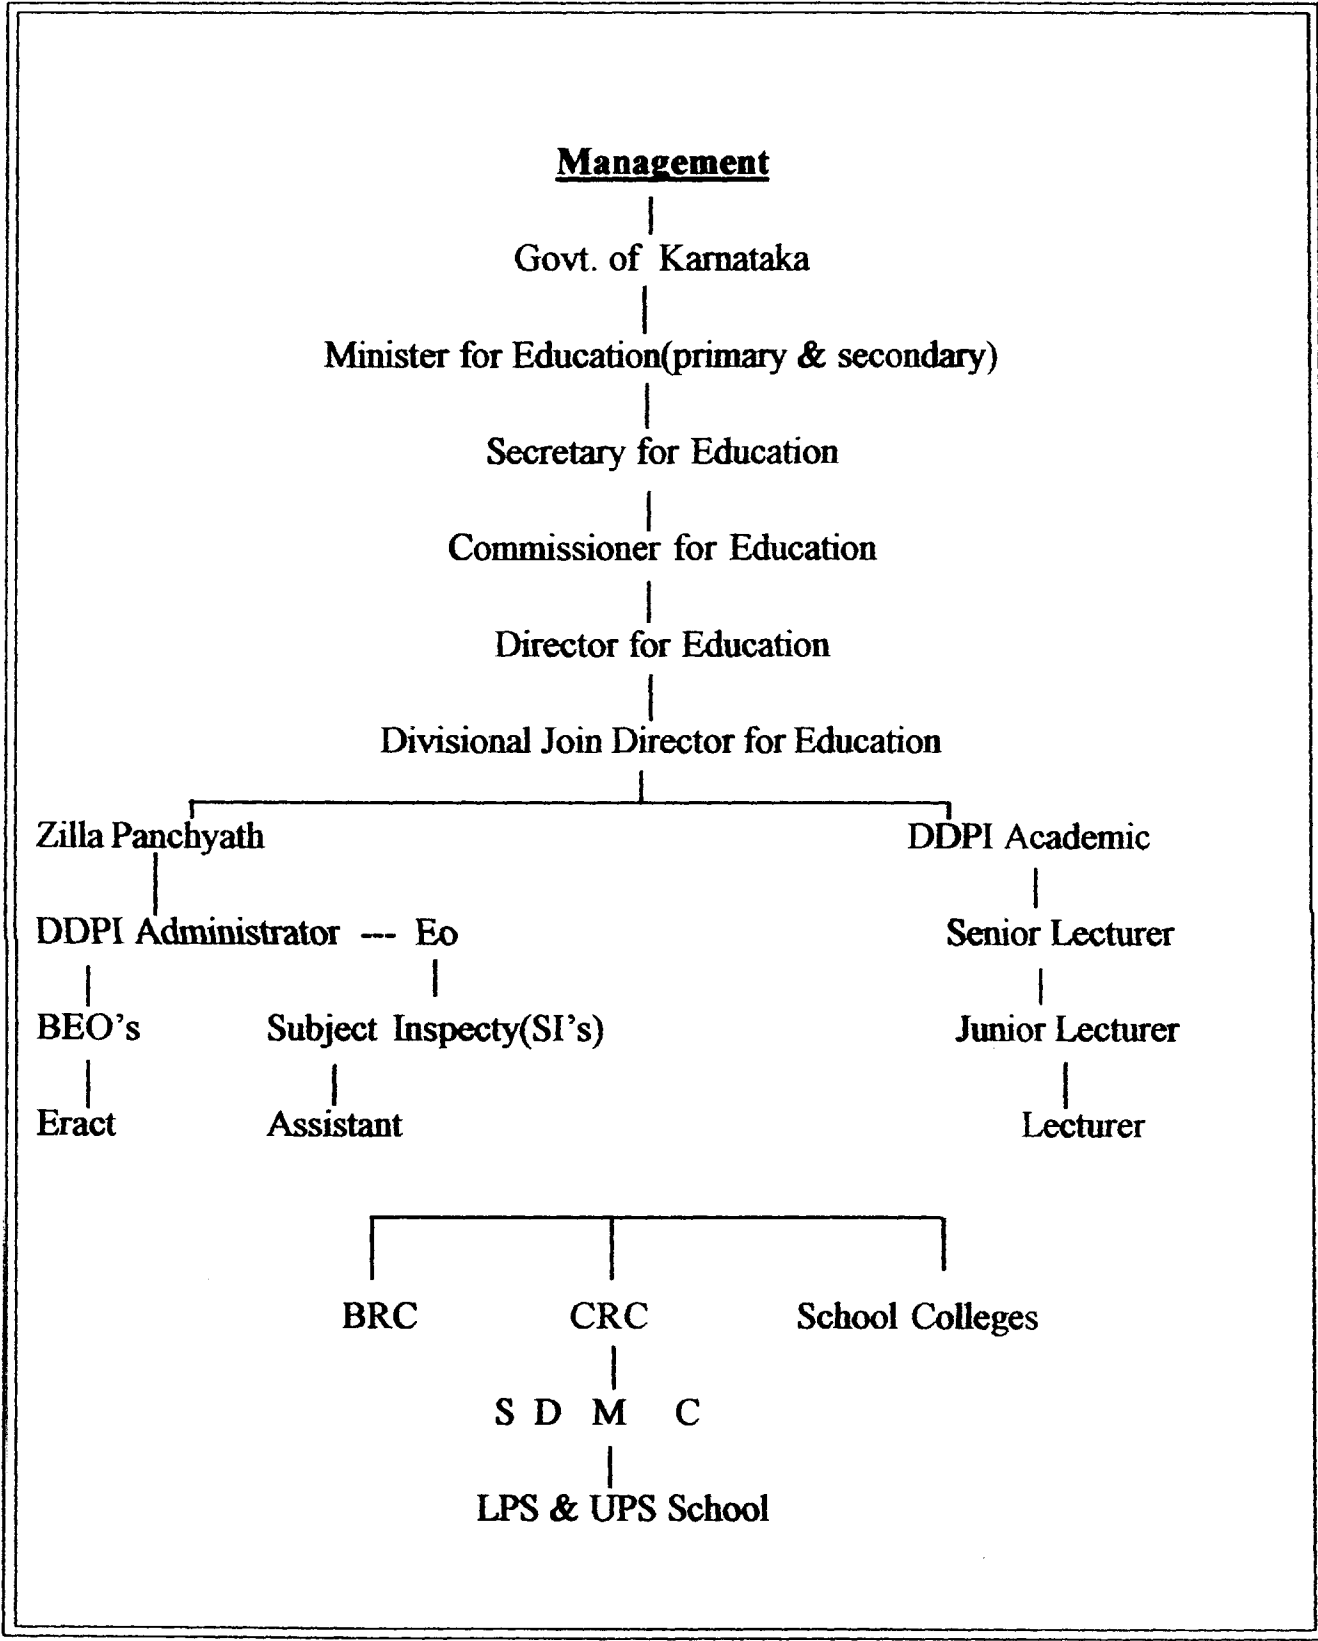 Management
Govt. of Karnataka
Minister for Education(primary & secondary)
Secretary for Education
Commissioner for Education
Director for Education
Divisional Join Director for Education
Zilla Panchyath DDPI Academic
DDPI Administrator --- Eo Senior Lecturer
BEO's Subject Inspecty(SI's) Junior Lecturer
Eract Assistant Lecturer
BRC CRC School Colleges
S D M C
LPS & UPS School